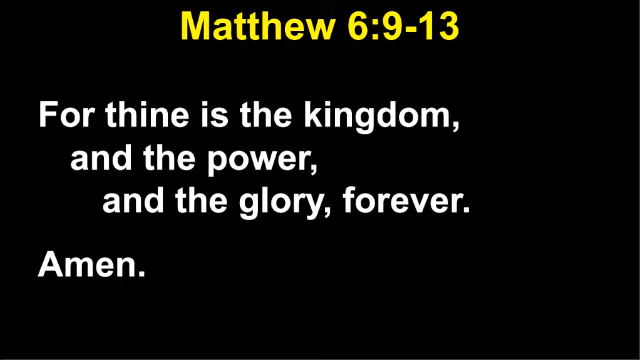 Matthew 6:9-13
For thine is the kingdom,
and the power,
and the glory, forever.
Amen.